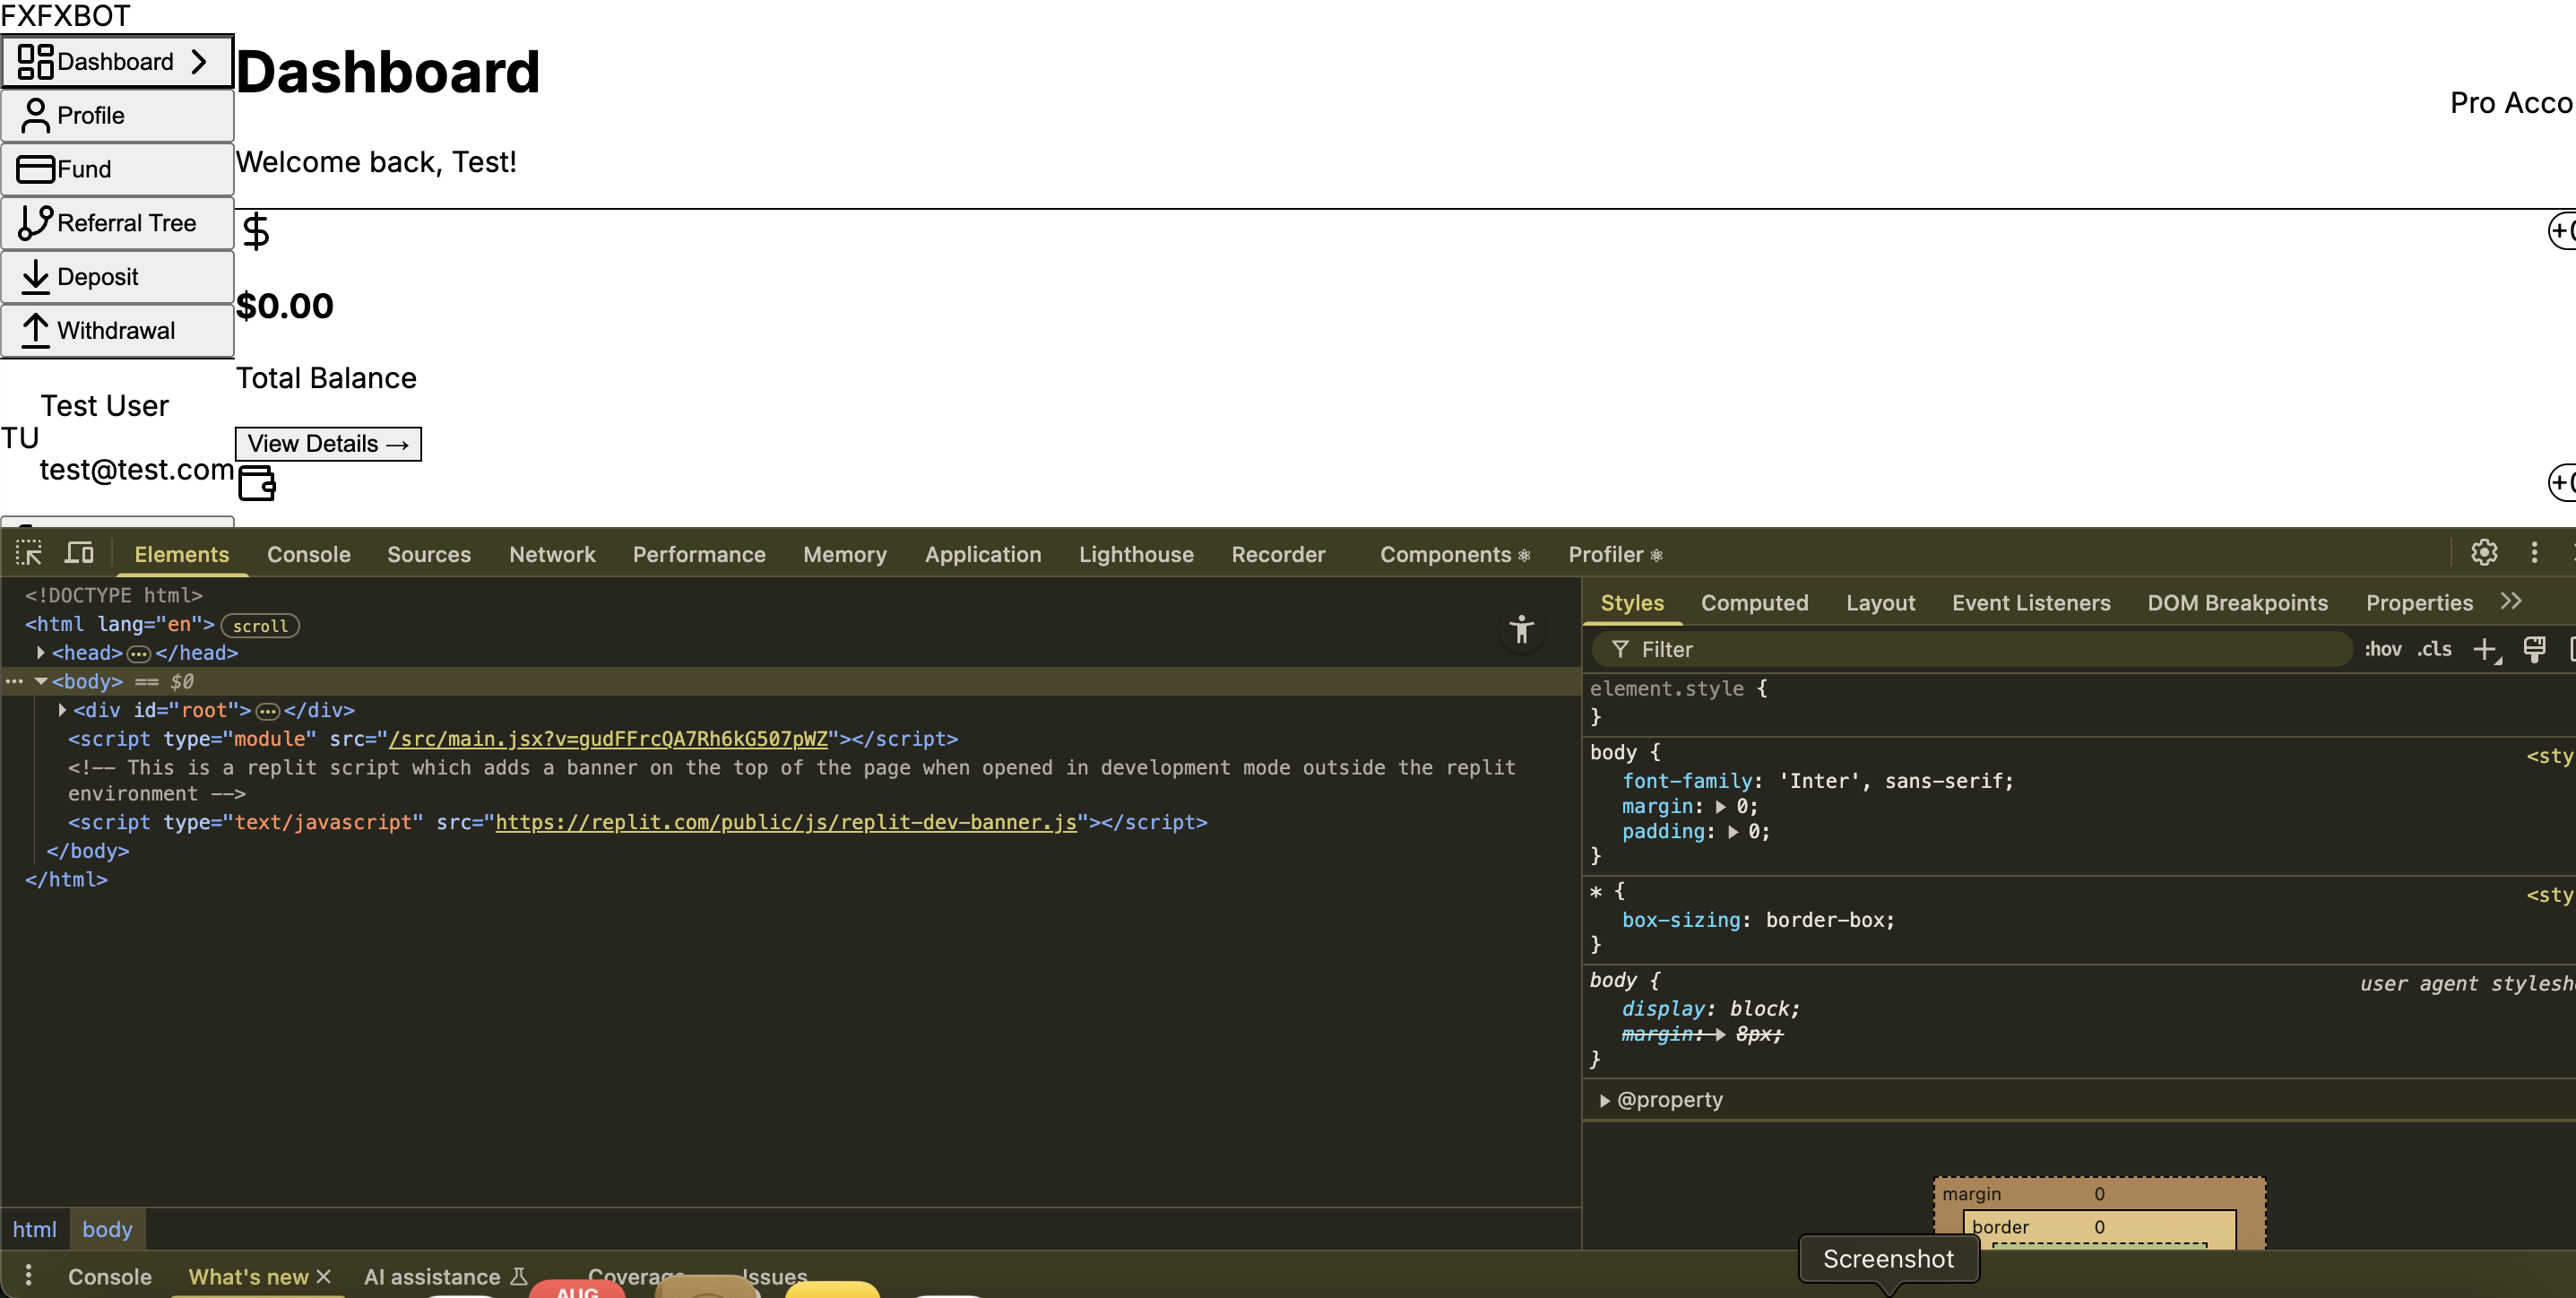 FXFXBOT
Dashboard
Profile
Fund
Referral Tree
Deposit
Withdrawal
Test User
TU
test@test.com
Dashboard
Pro Acco
Welcome back, Test!
$0.00
Total Balance
View Details →
Elements Console Sources Network Performance Memory Application Lighthouse Recorder Components Profiler
<!DOCTYPE html>
<html lang="en"> scroll
<head> … </head>
<body> == $0
<div id="root"> … </div>
<script type="module" src="/src/main.jsx?v=gudFFrcQA7Rh6kG507pWZ"></script>
<!-- This is a replit script which adds a banner on the top of the page when opened in development mode outside the replit
environment -->
<script type="text/javascript" src="https://replit.com/public/js/replit-dev-banner.js"></script>
</body>
</html>
html body
Styles Computed Layout Event Listeners DOM Breakpoints Properties
Filter :hov .cls
element.style {
}
body { <sty
font-family: 'Inter', sans-serif;
margin: 0;
padding: 0;
}
* { <sty
box-sizing: border-box;
}
body { user agent stylesh
display: block;
margin: 8px;
}
@property
margin 0
border 0
Screenshot
Console What's new AI assistance Coverage Issues
AUG